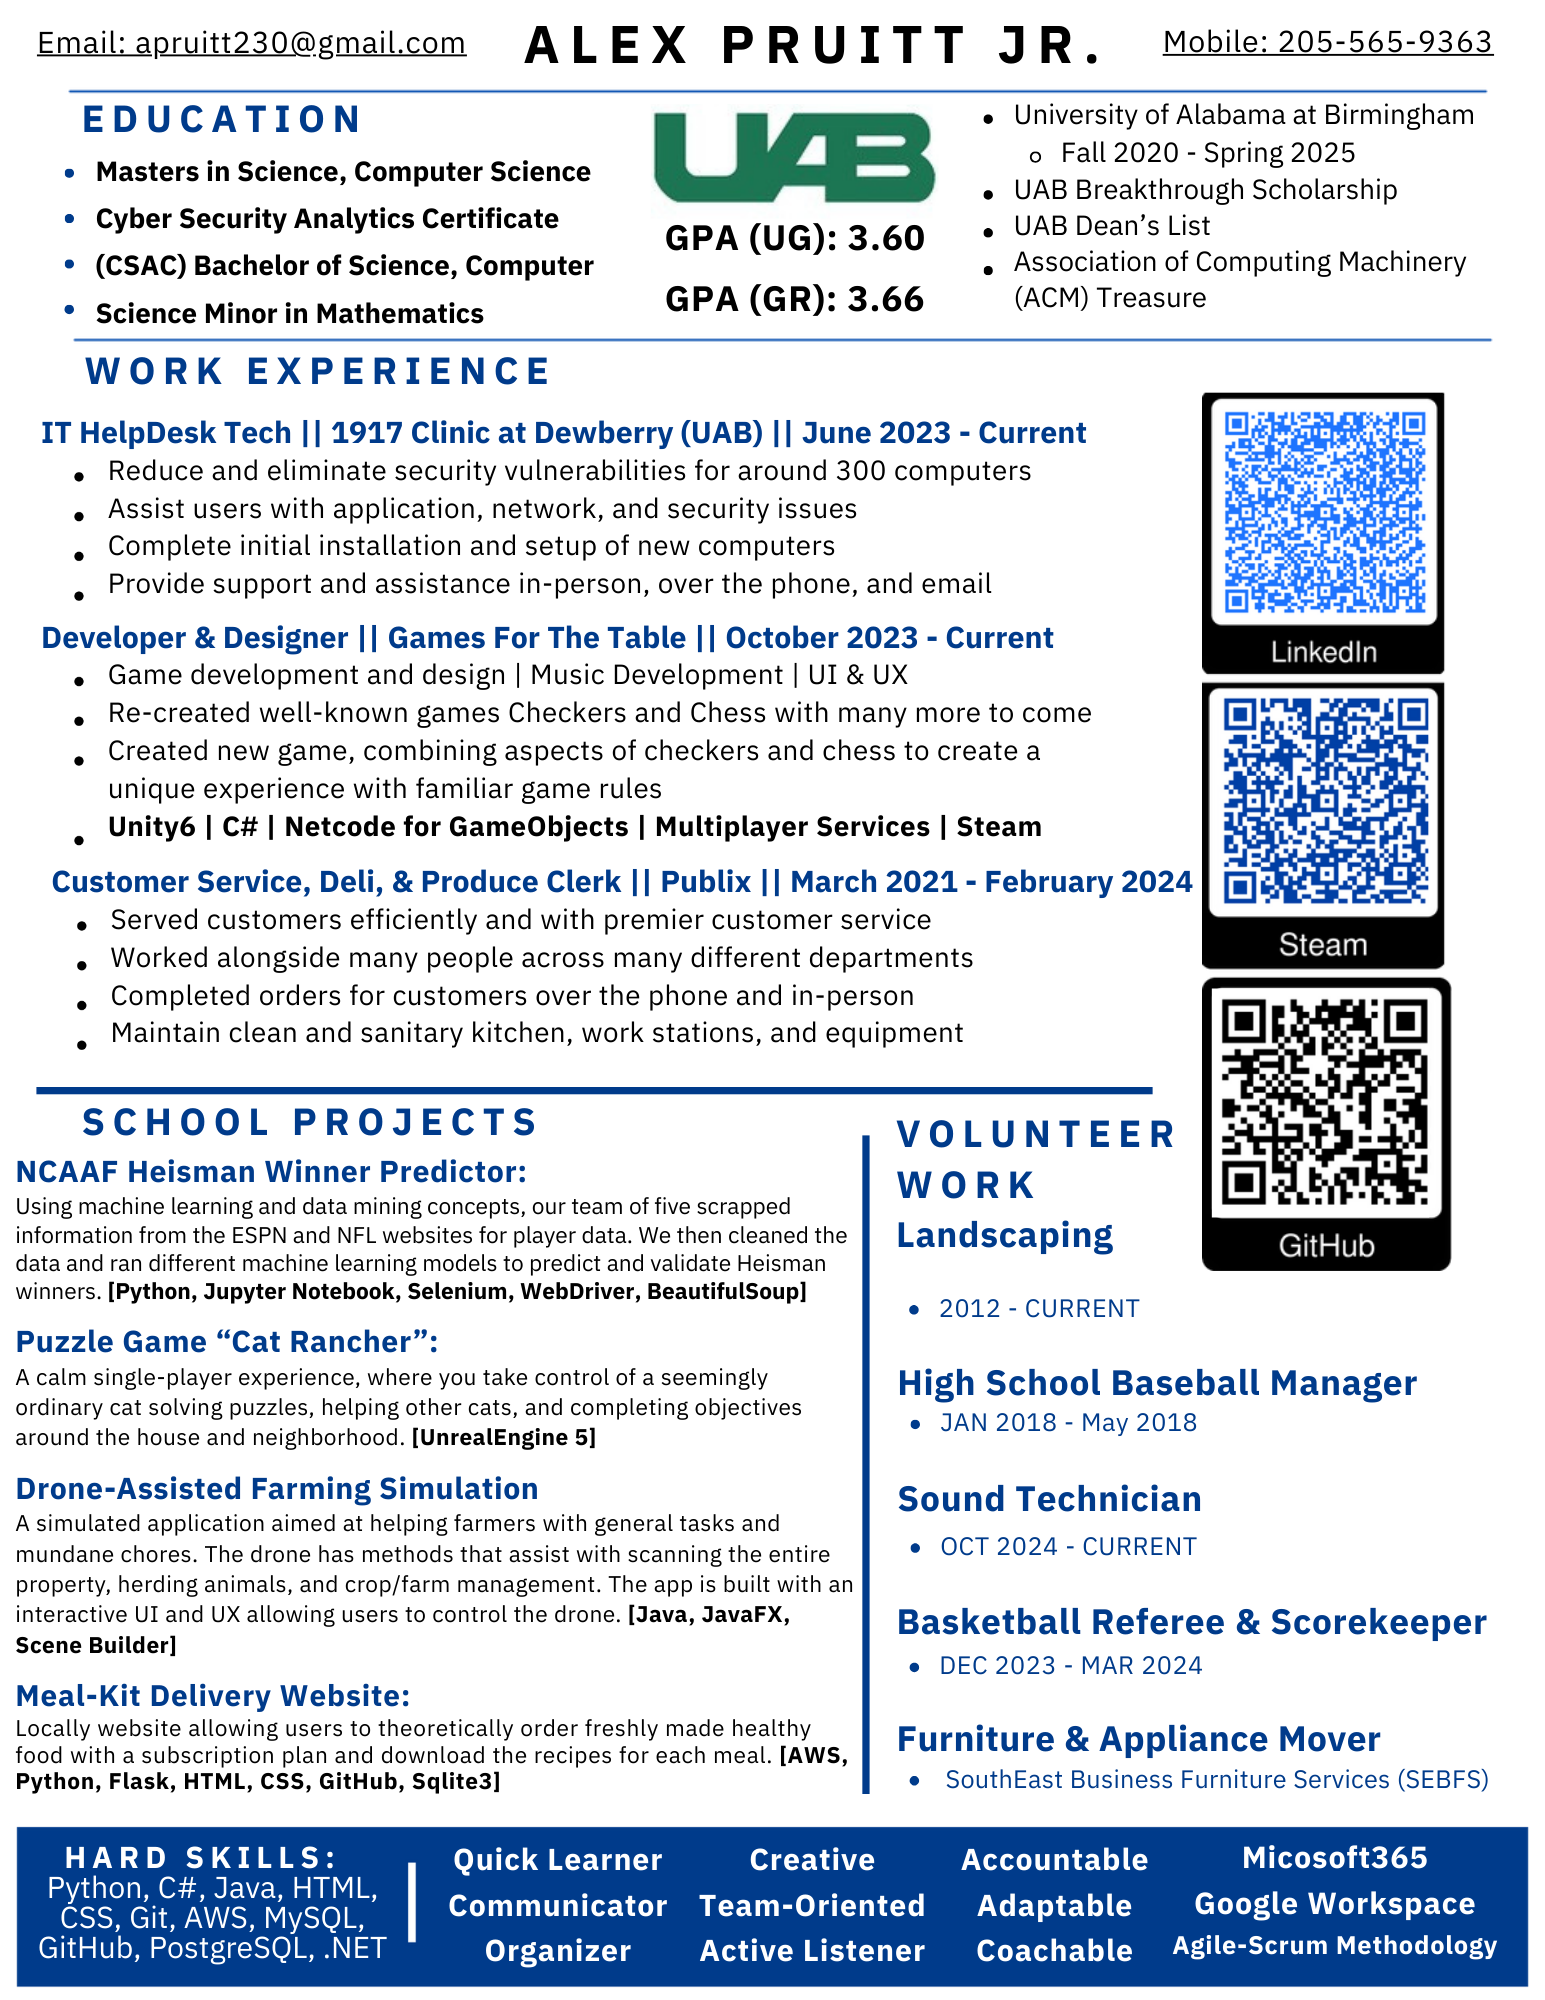 Email: apruitt230@gmail.com
ALEX PRUITT JR.
Mobile: 205-565-9363
EDUCATION
• Masters in Science, Computer Science
• Cyber Security Analytics Certificate
• (CSAC) Bachelor of Science, Computer
• Science Minor in Mathematics
UAB
GPA (UG): 3.60
GPA (GR): 3.66
• University of Alabama at Birmingham
o Fall 2020 - Spring 2025
• UAB Breakthrough Scholarship
• UAB Dean’s List
• Association of Computing Machinery
(ACM) Treasure
WORK EXPERIENCE
IT HelpDesk Tech || 1917 Clinic at Dewberry (UAB) || June 2023 - Current
• Reduce and eliminate security vulnerabilities for around 300 computers
• Assist users with application, network, and security issues
• Complete initial installation and setup of new computers
• Provide support and assistance in-person, over the phone, and email
Developer & Designer || Games For The Table || October 2023 - Current
• Game development and design | Music Development | UI & UX
• Re-created well-known games Checkers and Chess with many more to come
• Created new game, combining aspects of checkers and chess to create a
unique experience with familiar game rules
• Unity6 | C# | Netcode for GameObjects | Multiplayer Services | Steam
Customer Service, Deli, & Produce Clerk || Publix || March 2021 - February 2024
• Served customers efficiently and with premier customer service
• Worked alongside many people across many different departments
• Completed orders for customers over the phone and in-person
• Maintain clean and sanitary kitchen, work stations, and equipment
LinkedIn
Steam
GitHub
SCHOOL PROJECTS
NCAAF Heisman Winner Predictor:
Using machine learning and data mining concepts, our team of five scrapped
information from the ESPN and NFL websites for player data. We then cleaned the
data and ran different machine learning models to predict and validate Heisman
winners. [Python, Jupyter Notebook, Selenium, WebDriver, BeautifulSoup]
Puzzle Game “Cat Rancher”:
A calm single-player experience, where you take control of a seemingly
ordinary cat solving puzzles, helping other cats, and completing objectives
around the house and neighborhood. [UnrealEngine 5]
Drone-Assisted Farming Simulation
A simulated application aimed at helping farmers with general tasks and
mundane chores. The drone has methods that assist with scanning the entire
property, herding animals, and crop/farm management. The app is built with an
interactive UI and UX allowing users to control the drone. [Java, JavaFX,
Scene Builder]
Meal-Kit Delivery Website:
Locally website allowing users to theoretically order freshly made healthy
food with a subscription plan and download the recipes for each meal. [AWS,
Python, Flask, HTML, CSS, GitHub, Sqlite3]
VOLUNTEER
WORK
Landscaping
• 2012 - CURRENT
High School Baseball Manager
• JAN 2018 - May 2018
Sound Technician
• OCT 2024 - CURRENT
Basketball Referee & Scorekeeper
• DEC 2023 - MAR 2024
Furniture & Appliance Mover
• SouthEast Business Furniture Services (SEBFS)
HARD SKILLS:
Python, C#, Java, HTML,
CSS, Git, AWS, MySQL,
GitHub, PostgreSQL, .NET
Quick Learner
Communicator
Organizer
Creative
Team-Oriented
Active Listener
Accountable
Adaptable
Coachable
Micosoft365
Google Workspace
Agile-Scrum Methodology